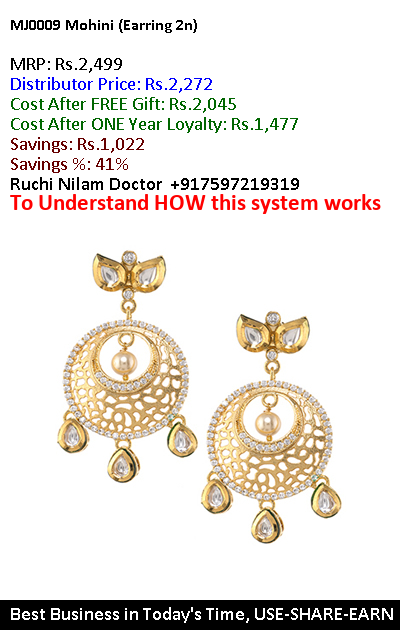 MJ0009 Mohini (Earring 2n)
MRP: Rs.2,499
Distributor Price: Rs.2,272
Cost After FREE Gift: Rs.2,045
Cost After ONE Year Loyalty: Rs.1,477
Savings: Rs.1,022
Savings %: 41%
Ruchi Nilam Doctor  +917597219319
To Understand HOW this system works
Best Business in Today's Time, USE-SHARE-EARN